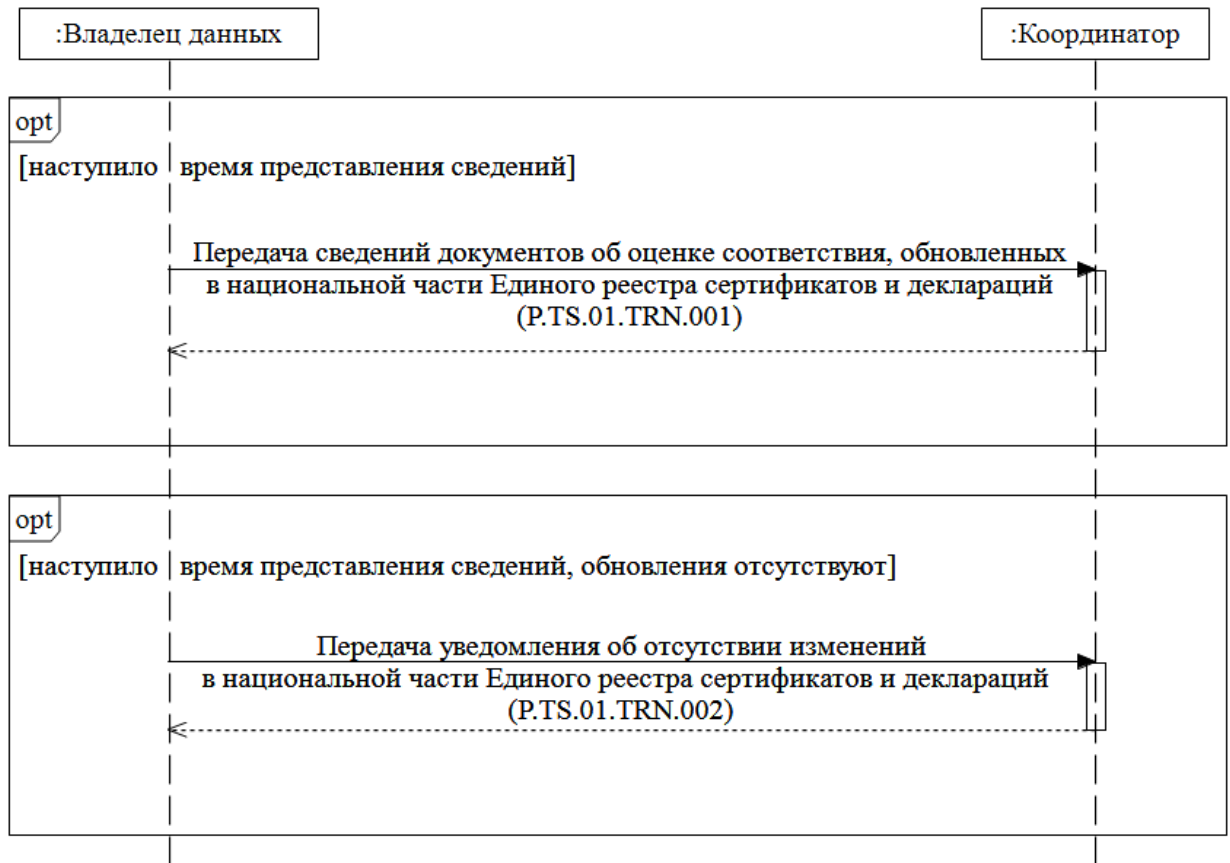 :Владелец данных
:Координатор
opt
[наступило время представления сведений]
Передача сведений документов об оценке соответствия, обновленных
в национальной части Единого реестра сертификатов и деклараций
(P.TS.01.TRN.001)
opt
[наступило время представления сведений, обновления отсутствуют]
Передача уведомления об отсутствии изменений
в национальной части Единого реестра сертификатов и деклараций
(P.TS.01.TRN.002)